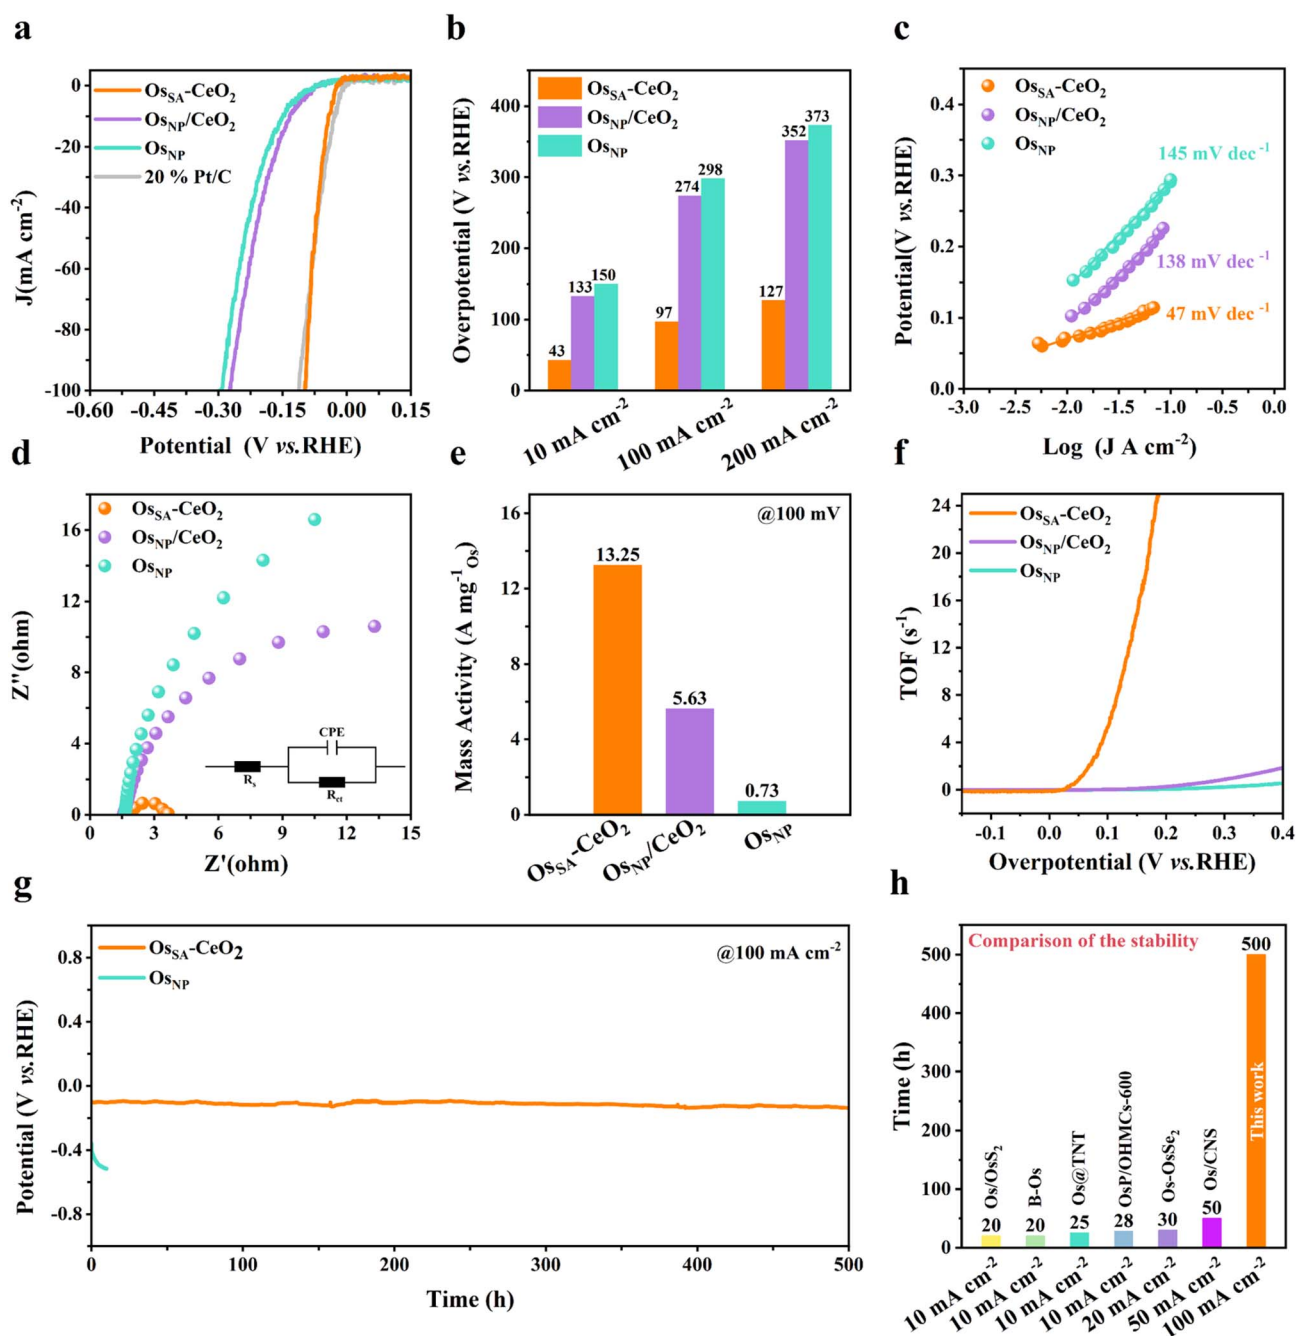 a
Os_SA-CeO₂
Os_NP/CeO₂
Os_NP
20 % Pt/C
J(mA cm⁻²)
0
-20
-40
-60
-80
-100
-0.60 -0.45 -0.30 -0.15 0.00 0.15
Potential (V vs.RHE)
b
Os_SA-CeO₂
Os_NP/CeO₂
Os_NP
Overpotential (V vs.RHE)
400
300
200
100
0
43 133 150
97 274 298
127 352 373
10 mA cm⁻² 100 mA cm⁻² 200 mA cm⁻²
c
Os_SA-CeO₂
Os_NP/CeO₂
Os_NP
145 mV dec⁻¹
138 mV dec⁻¹
47 mV dec⁻¹
Potential(V vs.RHE)
0.4
0.3
0.2
0.1
0.0
-3.0 -2.5 -2.0 -1.5 -1.0 -0.5 0.0
Log (J A cm⁻²)
d
Os_SA-CeO₂
Os_NP/CeO₂
Os_NP
Z''(ohm)
16
12
8
4
0
CPE
R_s
R_ct
0 3 6 9 12 15
Z'(ohm)
e
@100 mV
Mass Activity (A mg⁻¹_Os)
16
12
8
4
0
13.25
5.63
0.73
Os_SA-CeO₂ Os_NP/CeO₂ Os_NP
f
Os_SA-CeO₂
Os_NP/CeO₂
Os_NP
TOF (s⁻¹)
24
20
16
12
8
4
0
-0.1 0.0 0.1 0.2 0.3 0.4
Overpotential (V vs.RHE)
g
Os_SA-CeO₂
Os_NP
@100 mA cm⁻²
Potential (V vs.RHE)
0.8
0.4
0.0
-0.4
-0.8
0 100 200 300 400 500
Time (h)
h
Comparison of the stability
Time (h)
500
400
300
200
100
0
Os/OsS₂
20
B-Os
20
Os@TNT
25
OsP/OHMCs-600
28
Os-OsSe₂
30
Os/CNS
50
This work
500
10 mA cm⁻² 10 mA cm⁻² 10 mA cm⁻² 10 mA cm⁻² 20 mA cm⁻² 50 mA cm⁻² 100 mA cm⁻²